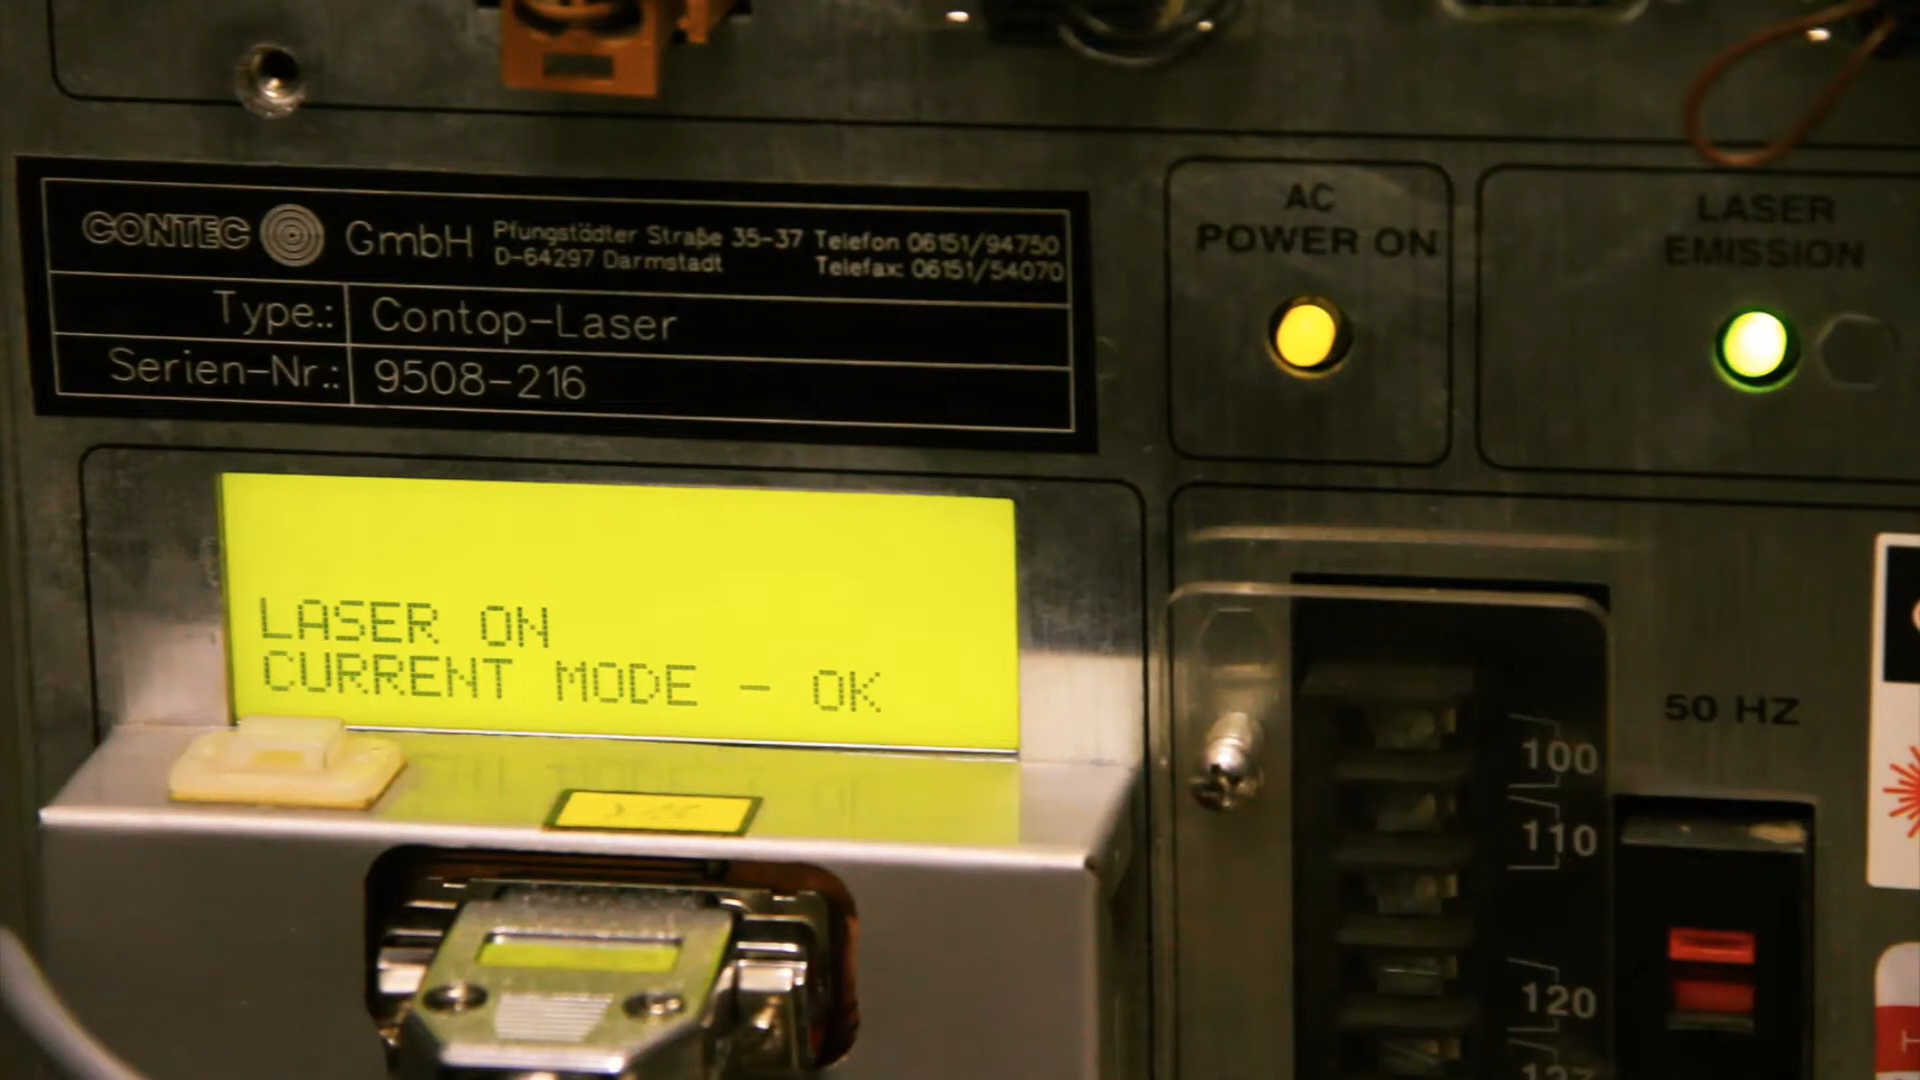 CONTEC GmbH Pfungstädter Straße 35-37 Telefon 06151/94750
D-64297 Darmstadt Telefax: 06151/54070
Type.: Contop-Laser
Serien-Nr.: 9508-216
AC
POWER ON
LASER
EMISSION
LASER ON
CURRENT MODE - OK
50 HZ
100
110
120